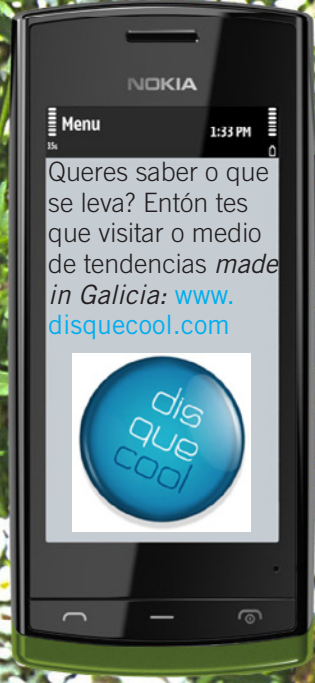 NOKIA
Menu
1:33 PM
35ı
Queres saber o que
se leva? Entón tes
que visitar o medio
de tendencias made
in Galicia: www.
disquecool.com
dis
que
cool